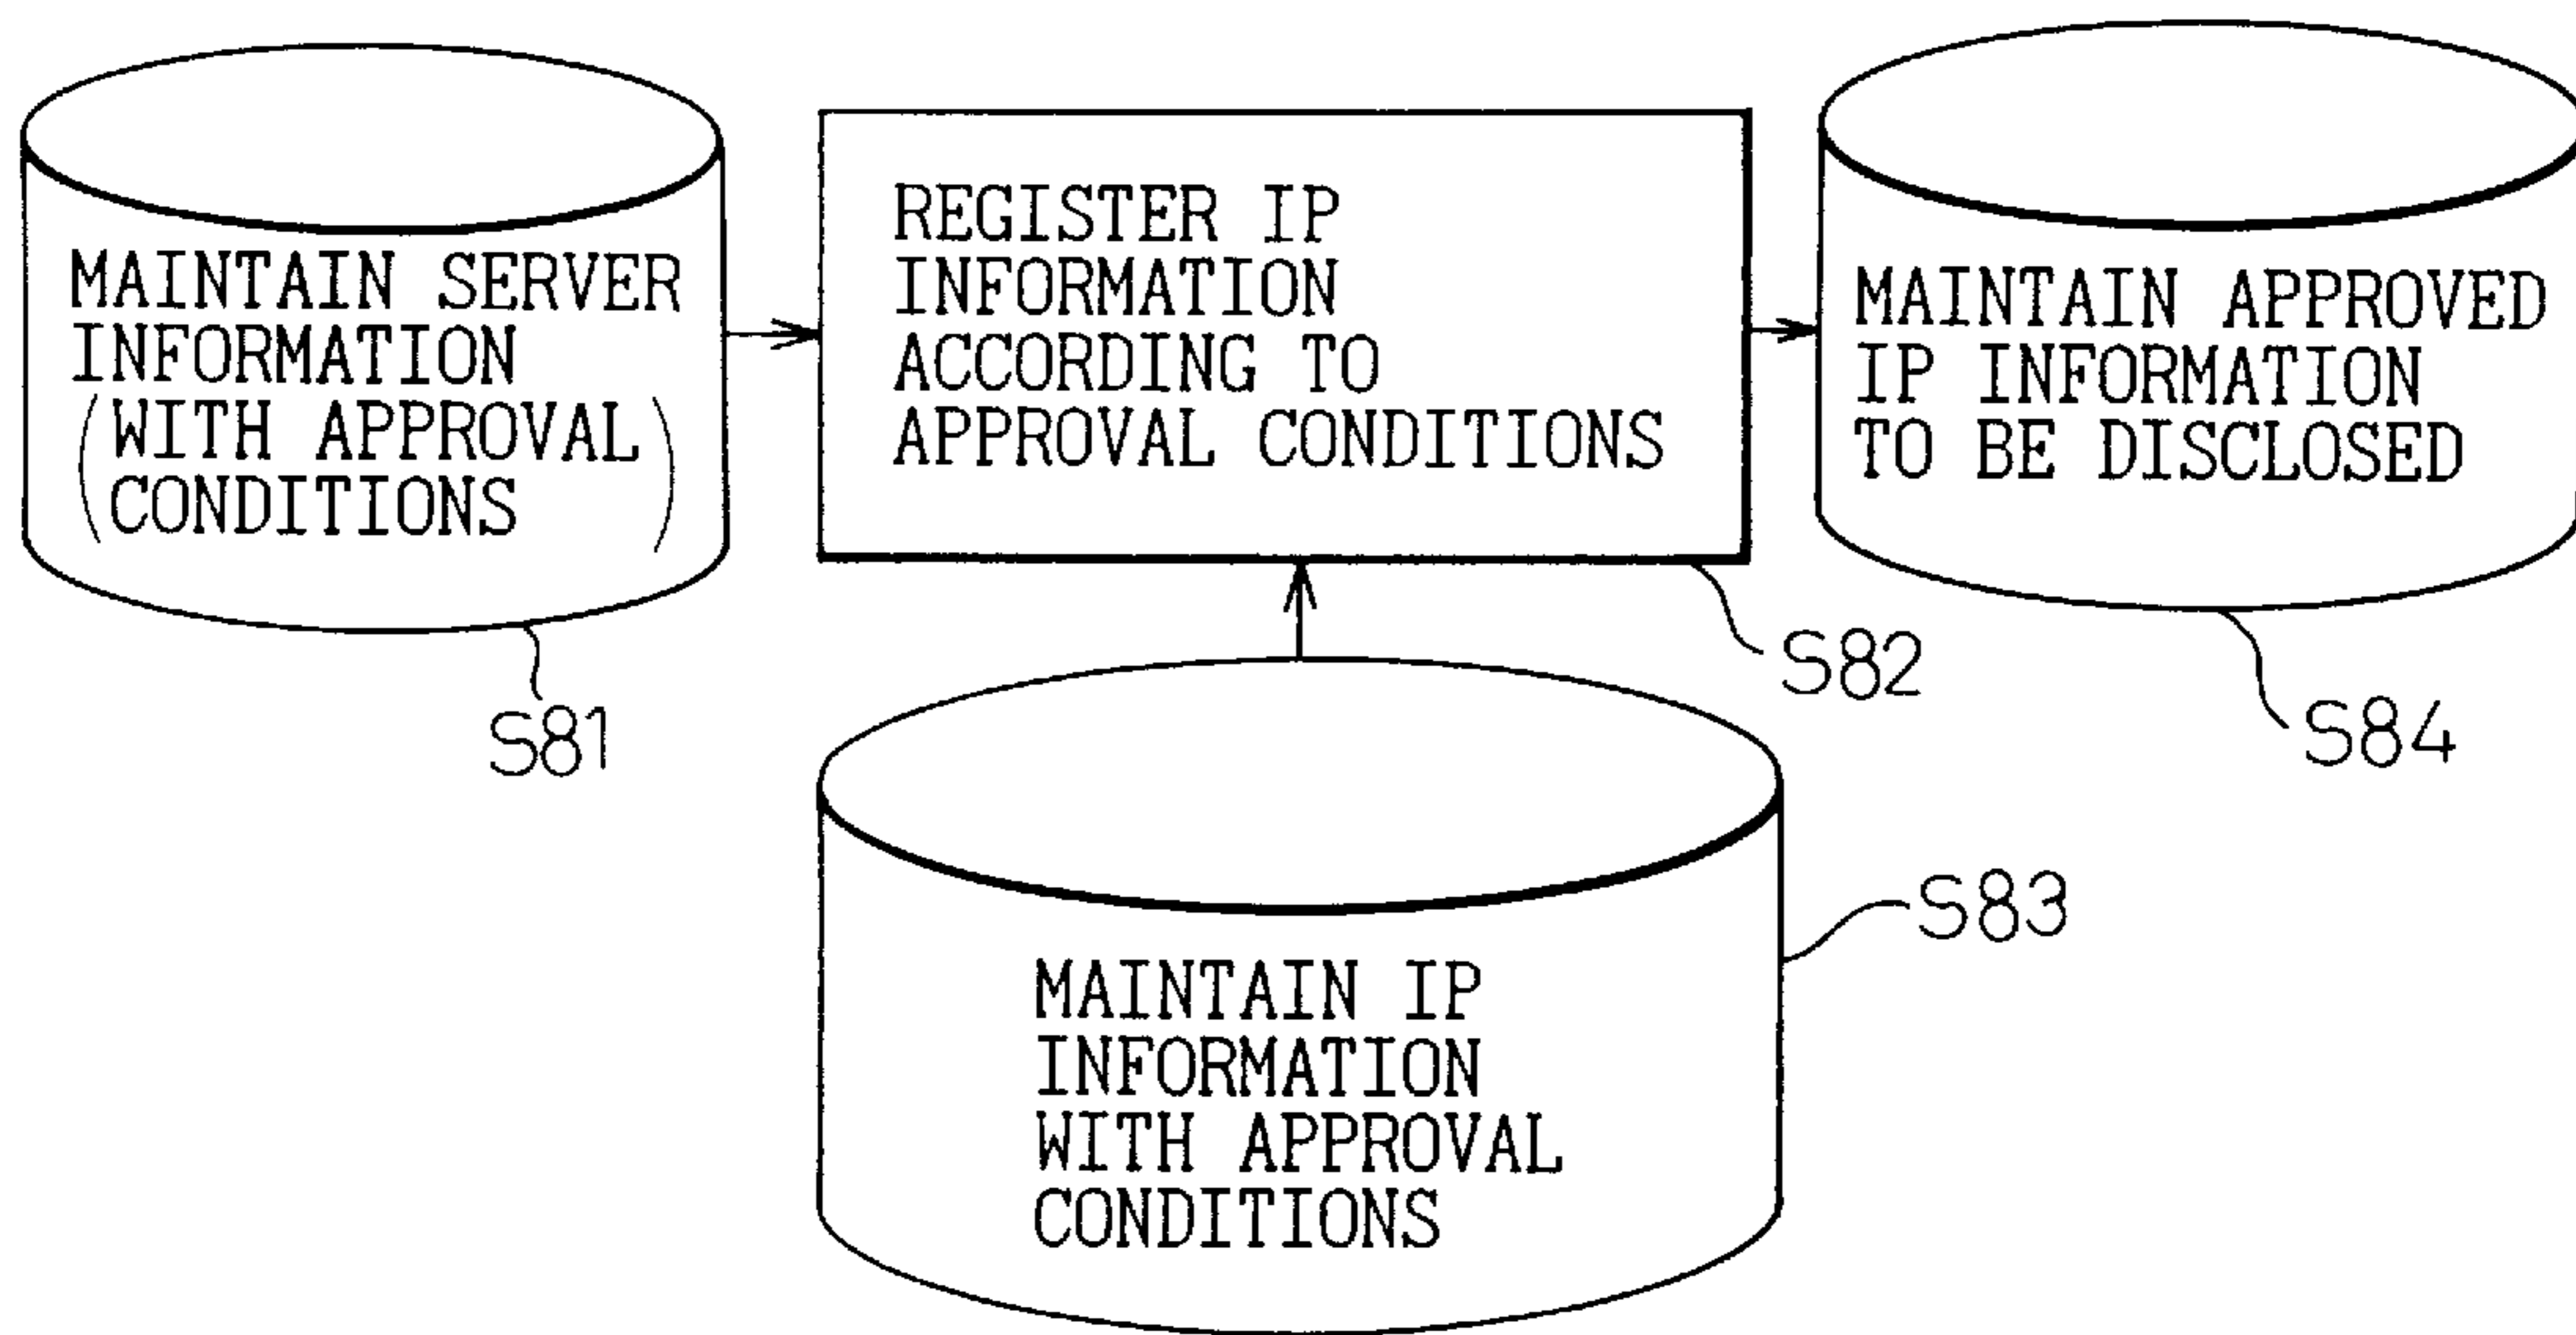 MAINTAIN SERVER
INFORMATION
(WITH APPROVAL
CONDITIONS)
S81
REGISTER IP
INFORMATION
ACCORDING TO
APPROVAL CONDITIONS
S82
MAINTAIN APPROVED
IP INFORMATION
TO BE DISCLOSED
S84
MAINTAIN IP
INFORMATION
WITH APPROVAL
CONDITIONS
S83